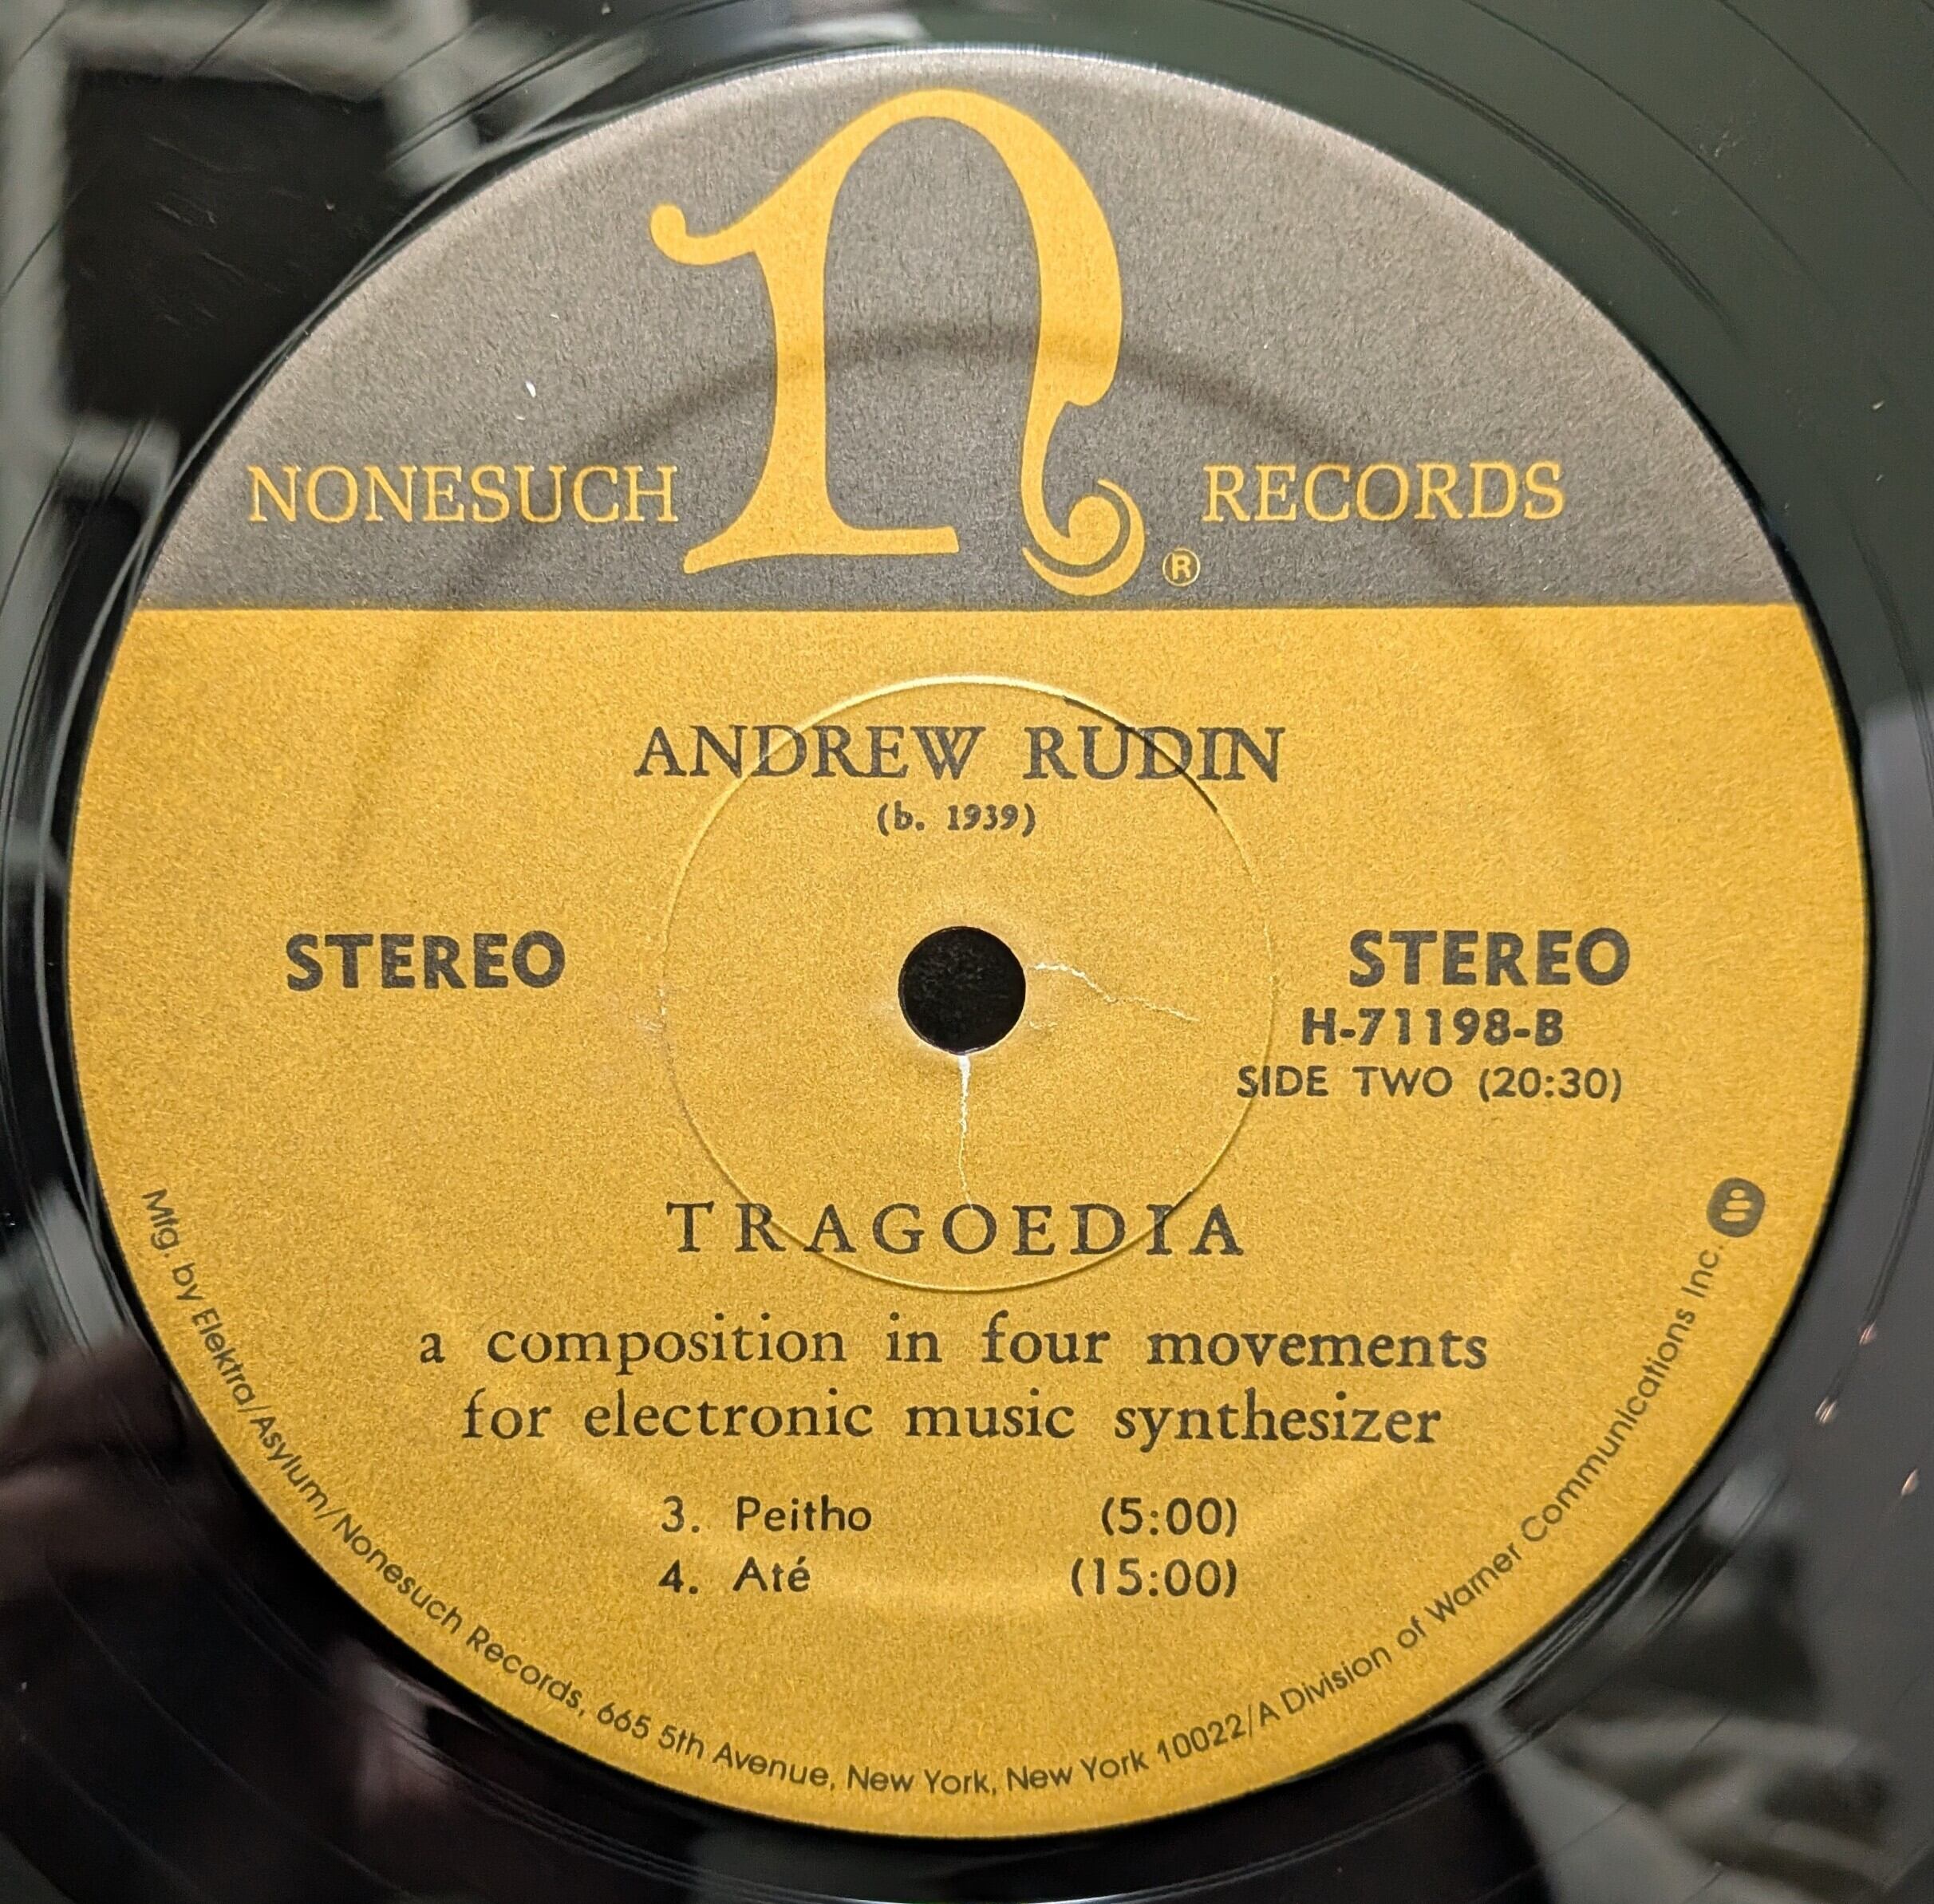 n
NONESUCH RECORDS ®
ANDREW RUDIN
(b. 1939)
STEREO STEREO
H-71198-B
SIDE TWO (20:30)
TRAGOEDIA
a composition in four movements
for electronic music synthesizer
3. Peitho (5:00)
4. Até (15:00)
Mfg. by Elektra/Asylum/Nonesuch Records, 665 5th Avenue, New York, New York 10022/A Division of Warner Communications Inc.